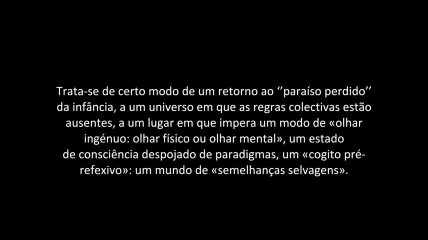 Trata-se de certo modo de um retorno ao ‘’paraíso perdido’’
da infância, a um universo em que as regras colectivas estão
ausentes, a um lugar em que impera um modo de «olhar
ingénuo: olhar físico ou olhar mental», um estado
de consciência despojado de paradigmas, um «cogito pré-
refexivo»: um mundo de «semelhanças selvagens».